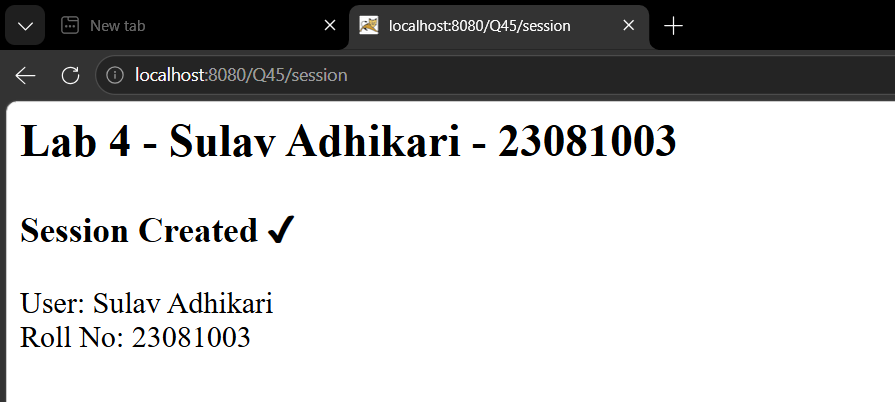 New tab
localhost:8080/Q45/session
localhost:8080/Q45/session
Lab 4 - Sulav Adhikari - 23081003
Session Created ✔
User: Sulav Adhikari
Roll No: 23081003